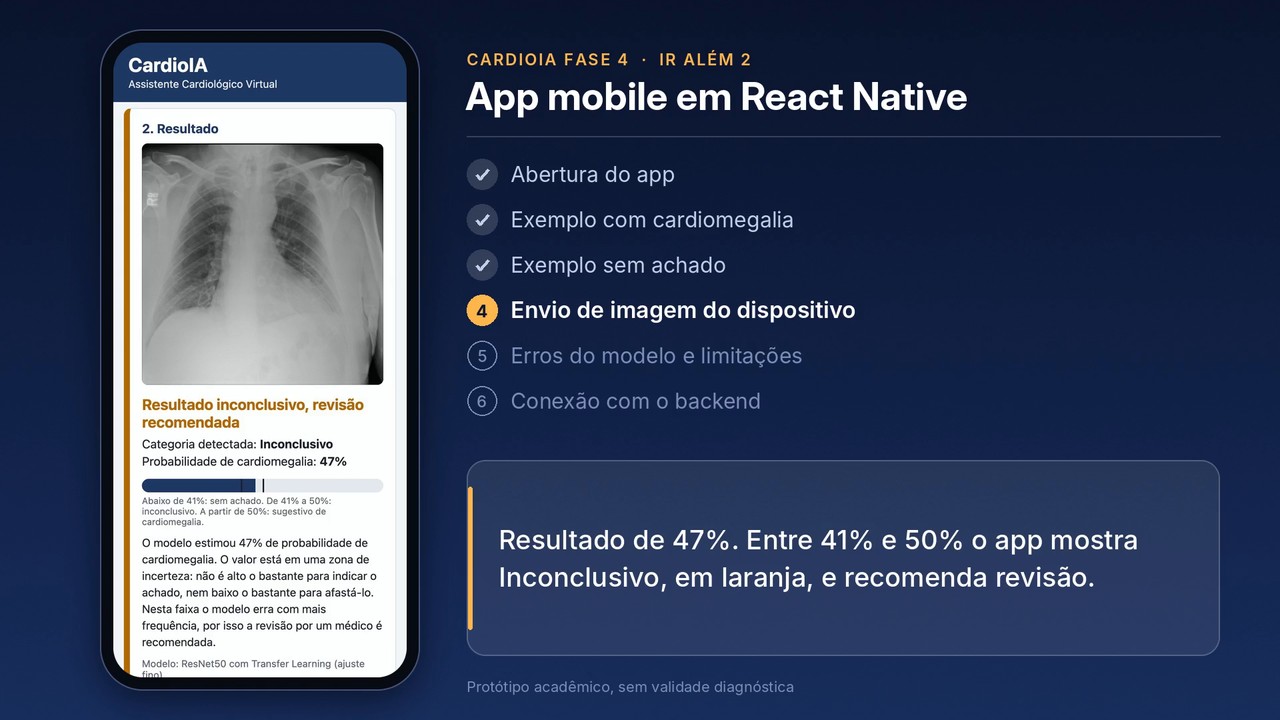 CardioIA
Assistente Cardiológico Virtual
2. Resultado
Resultado inconclusivo, revisão
recomendada
Categoria detectada: Inconclusivo
Probabilidade de cardiomegalia: 47%
Abaixo de 41%: sem achado. De 41% a 50%:
inconclusivo. A partir de 50%: sugestivo de
cardiomegalia.
O modelo estimou 47% de probabilidade de
cardiomegalia. O valor está em uma zona de
incerteza: não é alto o bastante para indicar o
achado, nem baixo o bastante para afastá-lo.
Nesta faixa o modelo erra com mais
frequência, por isso a revisão por um médico é
recomendada.
Modelo: ResNet50 com Transfer Learning (ajuste
fino)
CARDIOIA FASE 4 · IR ALÉM 2
App mobile em React Native
Abertura do app
Exemplo com cardiomegalia
Exemplo sem achado
4 Envio de imagem do dispositivo
5 Erros do modelo e limitações
6 Conexão com o backend
Resultado de 47%. Entre 41% e 50% o app mostra
Inconclusivo, em laranja, e recomenda revisão.
Protótipo acadêmico, sem validade diagnóstica